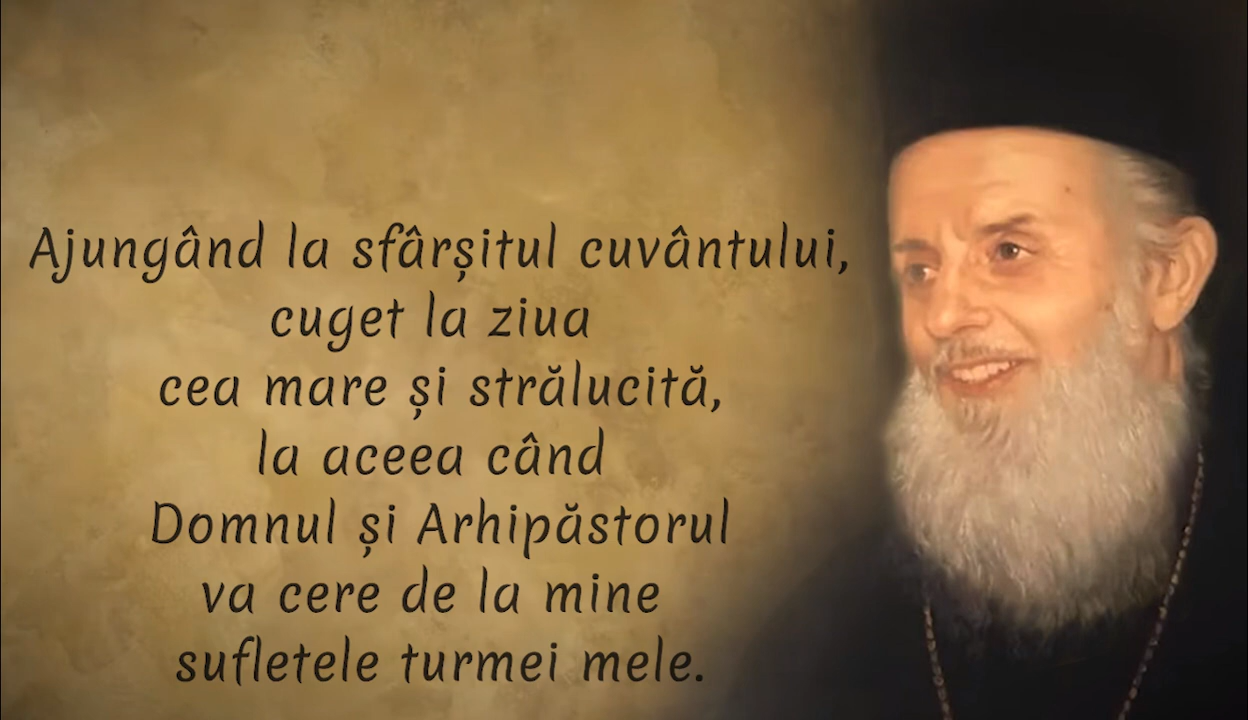 Ajungând la sfârșitul cuvântului,
cuget la ziua
cea mare și strălucită,
la aceea când
Domnul și Arhipăstorul
va cere de la mine
sufletele turmei mele.